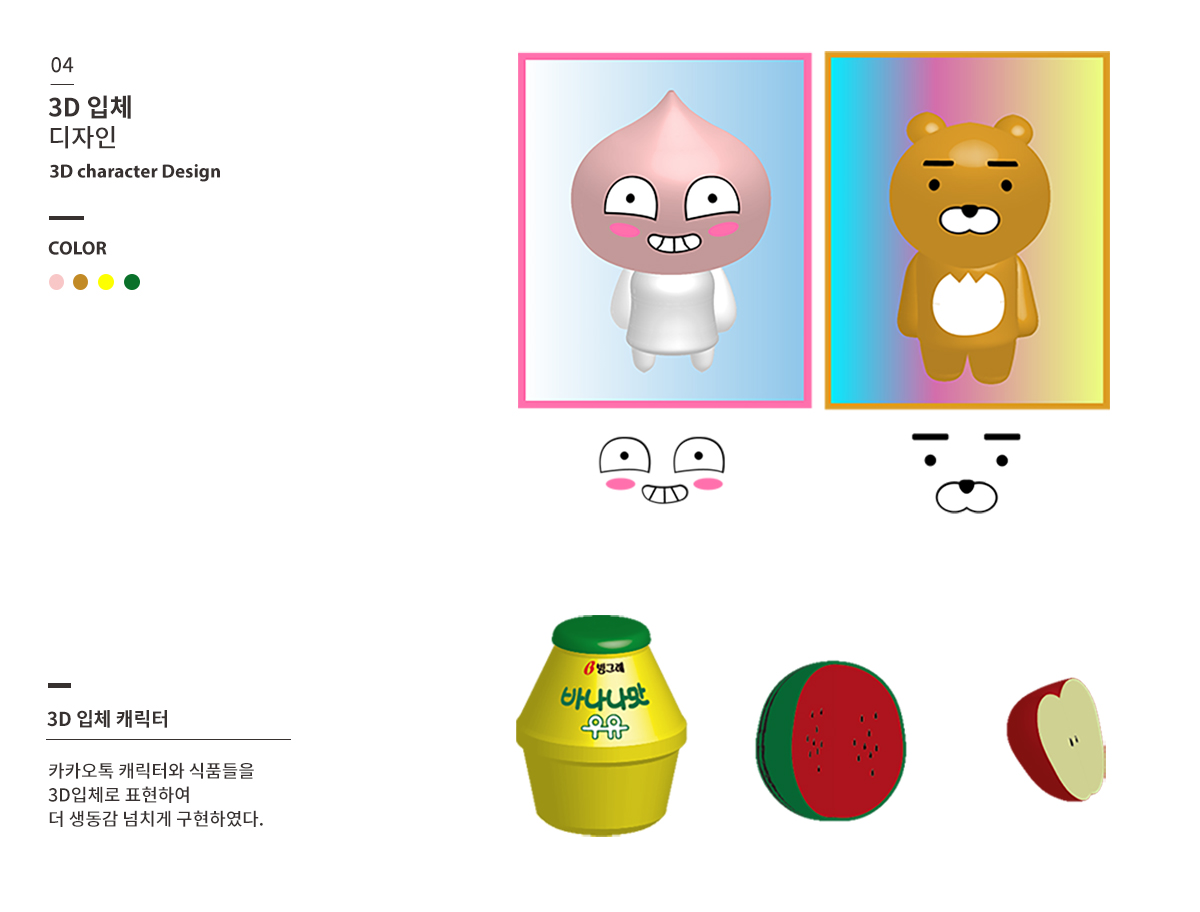 04
3D 입체
디자인
3D character Design
COLOR
빙그레
바나나맛
우유
3D 입체 캐릭터
카카오톡 캐릭터와 식품들을
3D입체로 표현하여
더 생동감 넘치게 구현하였다.